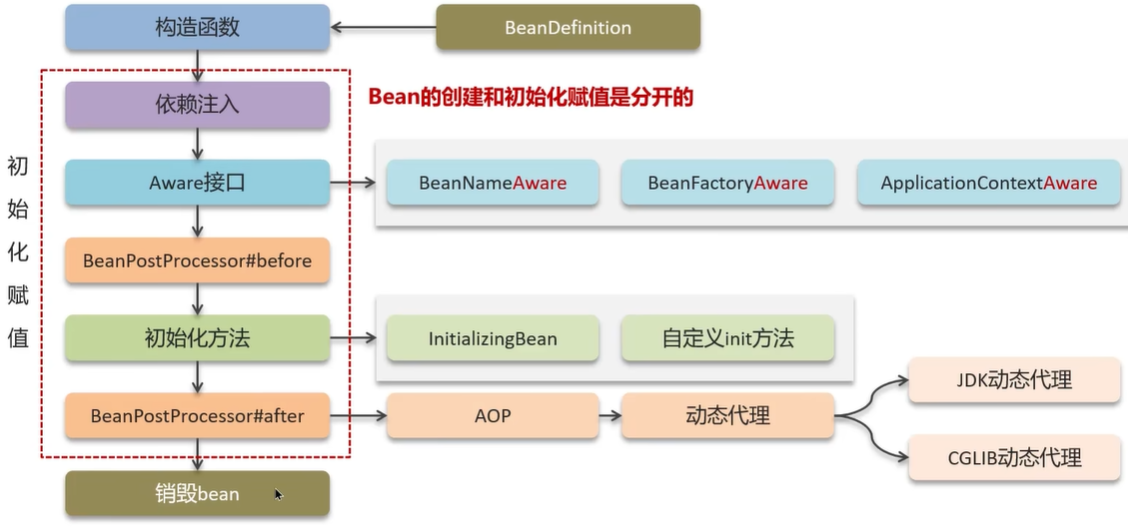 构造函数
BeanDefinition
依赖注入
Bean的创建和初始化赋值是分开的
初始化赋值
Aware接口
BeanNameAware
BeanFactoryAware
ApplicationContextAware
BeanPostProcessor#before
初始化方法
InitializingBean
自定义init方法
BeanPostProcessor#after
AOP
动态代理
JDK动态代理
CGLIB动态代理
销毁bean